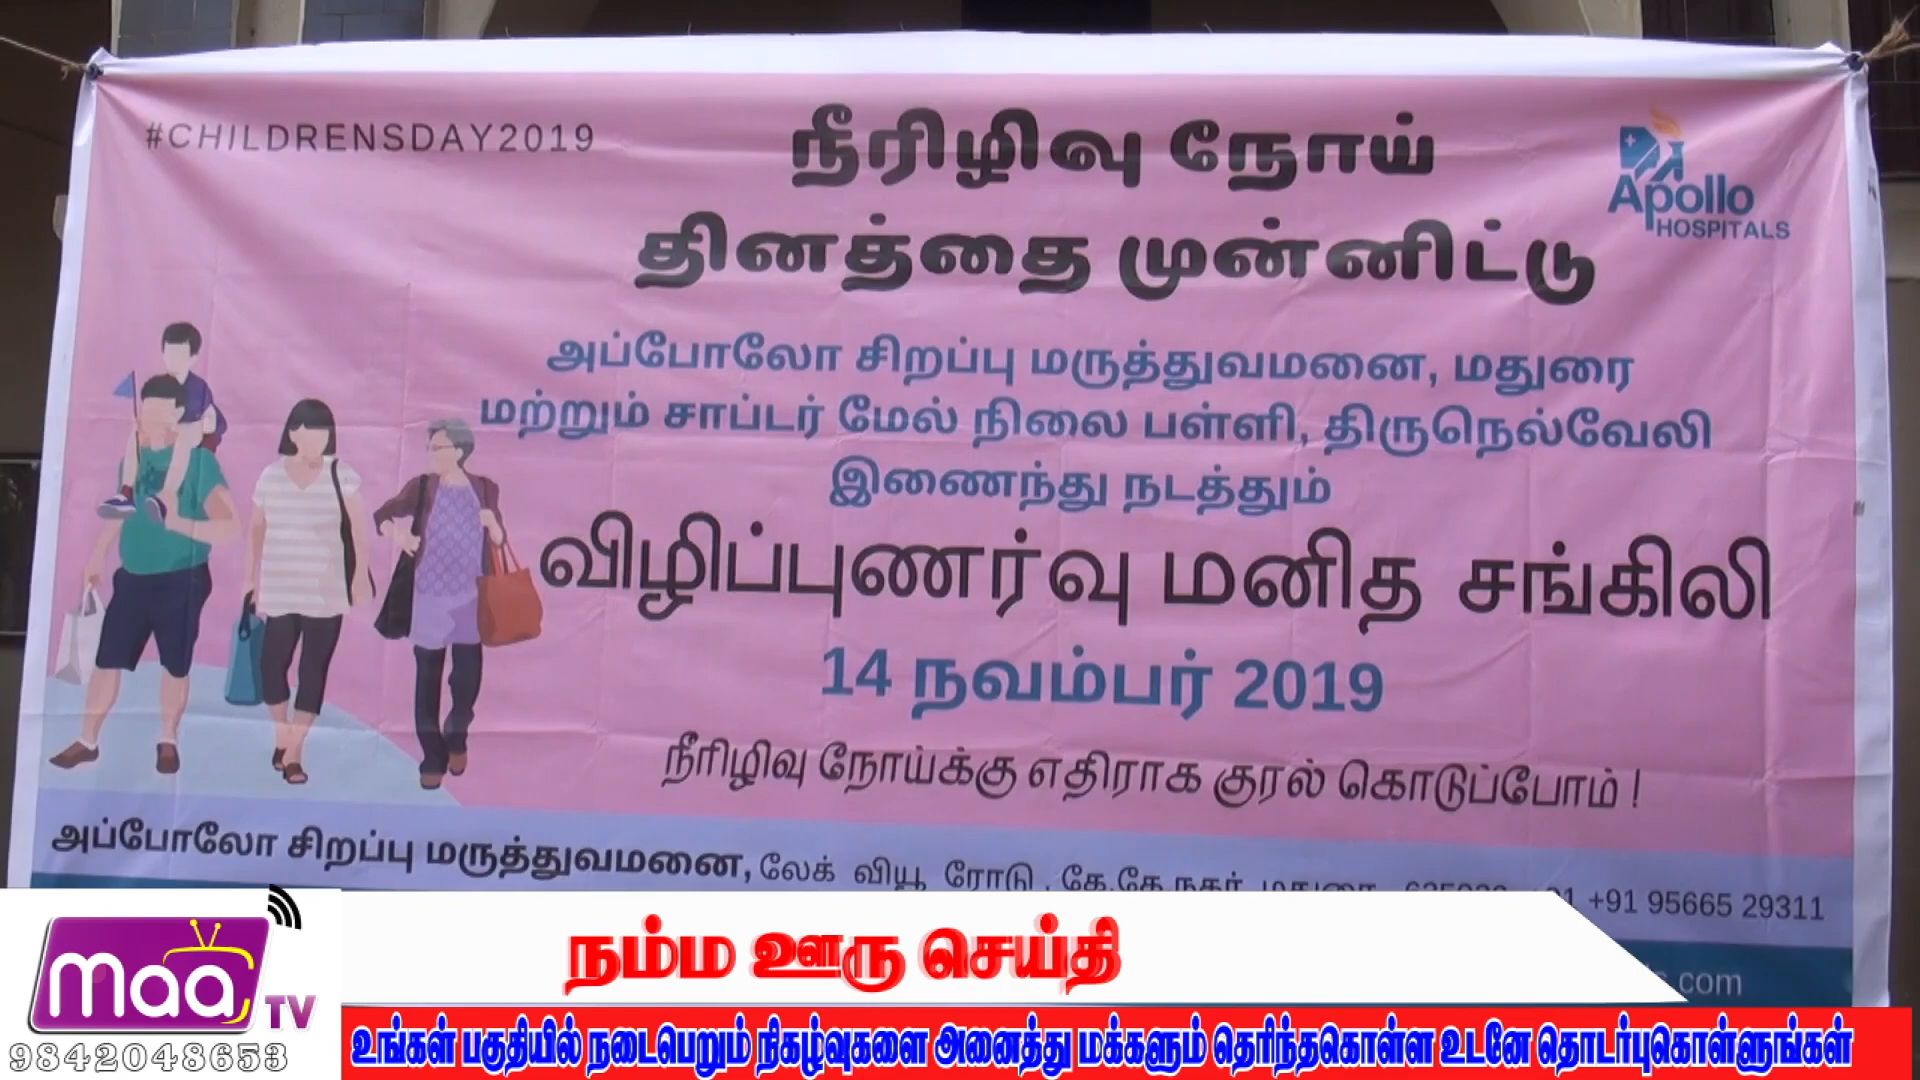 #CHILDRENSDAY2019
நீரிழிவு நோய்
தினத்தை முன்னிட்டு
Apollo
HOSPITALS
அப்போலோ சிறப்பு மருத்துவமனை, மதுரை
மற்றும் சாப்டர் மேல் நிலை பள்ளி, திருநெல்வேலி
இணைந்து நடத்தும்
விழிப்புணர்வு மனித சங்கிலி
14 நவம்பர் 2019
நீரிழிவு நோய்க்கு எதிராக குரல் கொடுப்போம் !
அப்போலோ சிறப்பு மருத்துவமனை, லேக் வியூ ரோடு , கே.கே.நகர் +91 95665 29311
.com
maa TV
9842048653
நம்ம ஊரு செய்தி
உங்கள் பகுதியில் நடைபெறும் நிகழ்வுகளை அனைத்து மக்களும் தெரிந்தகொள்ள உடனே தொடர்புகொள்ளுங்கள்